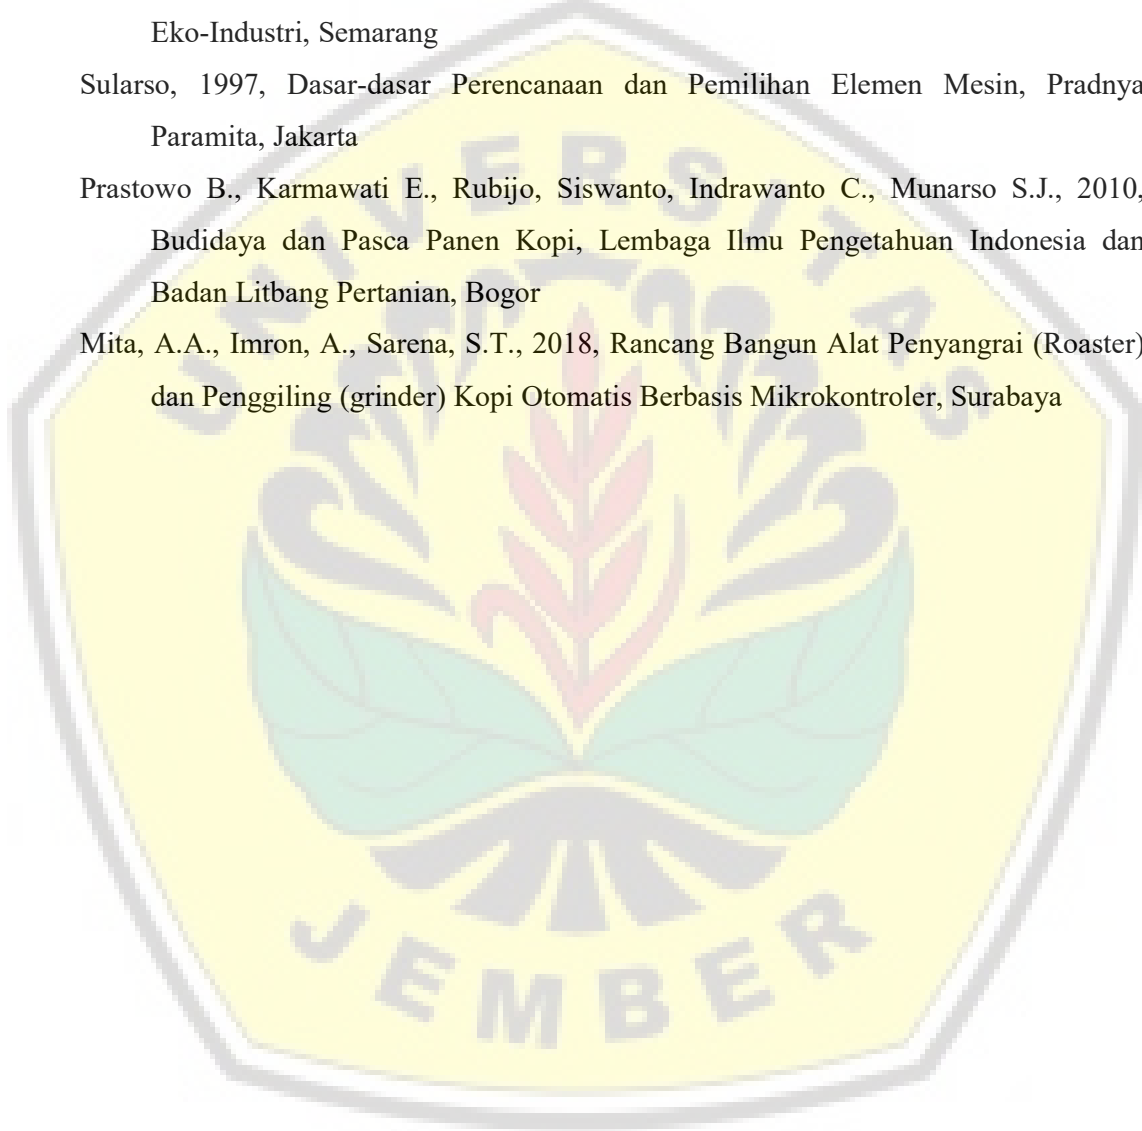 Eko-Industri, Semarang
Sularso, 1997, Dasar-dasar Perencanaan dan Pemilihan Elemen Mesin, Pradnya
Paramita, Jakarta
Prastowo B., Karmawati E., Rubijo, Siswanto, Indrawanto C., Munarso S.J., 2010,
Budidaya dan Pasca Panen Kopi, Lembaga Ilmu Pengetahuan Indonesia dan
Badan Litbang Pertanian, Bogor
Mita, A.A., Imron, A., Sarena, S.T., 2018, Rancang Bangun Alat Penyangrai (Roaster)
dan Penggiling (grinder) Kopi Otomatis Berbasis Mikrokontroler, Surabaya
UNIVERSITAS
JEMBER